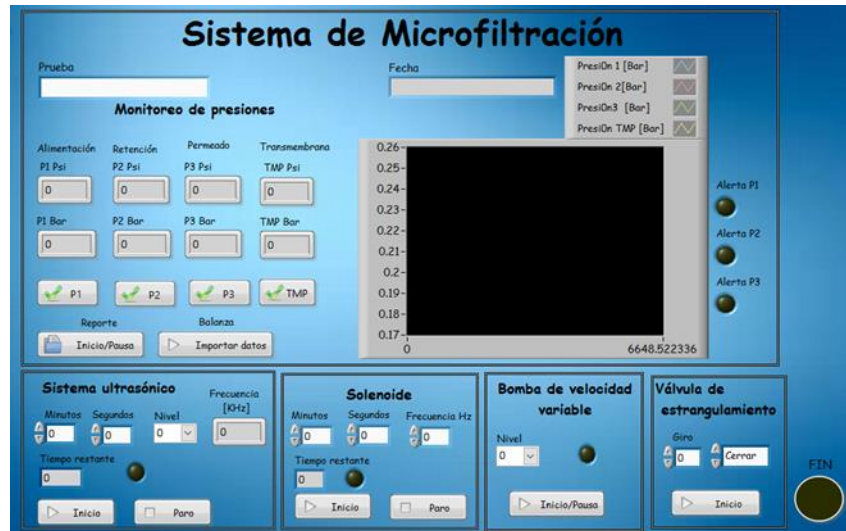 Sistema de Microfiltración
Prueba
Fecha
PresiOn 1 [Bar]
PresiOn 2[Bar]
PresiOn3 [Bar]
PresiOn TMP [Bar]
Monitoreo de presiones
Alimentación Retención Permeado Transmembrana
P1 Psi P2 Psi P3 Psi TMP Psi
0 0 0 0
P1 Bar P2 Bar P3 Bar TMP Bar
0 0 0 0
P1 P2 P3 TMP
Reporte Balanza
Inicio/Pausa Importar datos
0.26
0.25
0.24
0.23
0.22
0.21
0.2
0.19
0.18
0.17
0 6648.522336
Alerta P1
Alerta P2
Alerta P3
Sistema ultrasónico
Minutos Segundos Nivel Frecuencia [KHz]
0 0 0 0
Tiempo restante
0
Inicio Paro
Solenoide
Minutos Segundos Frecuencia Hz
0 0 0
Tiempo restante
0
Inicio Paro
Bomba de velocidad
variable
Nivel
0
Inicio/Pausa
Válvula de
estrangulamiento
Giro
0 Cerrar
Inicio
FIN